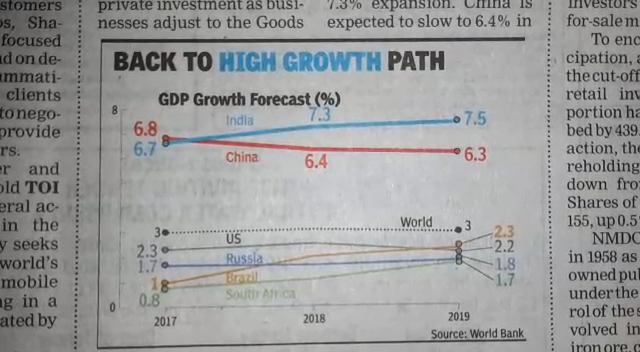 stomers
s, Sha-
focused
d on de-
mmati-
clients
to nego-
provide
rs.
er and
old TOI
eral ac-
in the
y seeks
world's
mobile
ng in a
ated by
private investment as busi-
nesses adjust to the Goods
7.3% expansion. China is
expected to slow to 6.4% in
BACK TO HIGH GROWTH PATH
GDP Growth Forecast (%)
8
6.8
6.7
India
7.3
7.5
China
6.4
6.3
3
World
3
US
2.3
2.3
2.2
Russia
1.7
1.8
Brazil
1
1.7
South Africa
0.8
0
2017
2018
2019
Source: World Bank
investors
for-sale m
To enc
cipation, a
the cut-off
retail inv
portion ha
bed by 439
action, the
reholding
down fro
Shares of
155, up 0.5
NMDC
in 1958 as
owned pul
under the
rol of the s
volved in
iron ore, c